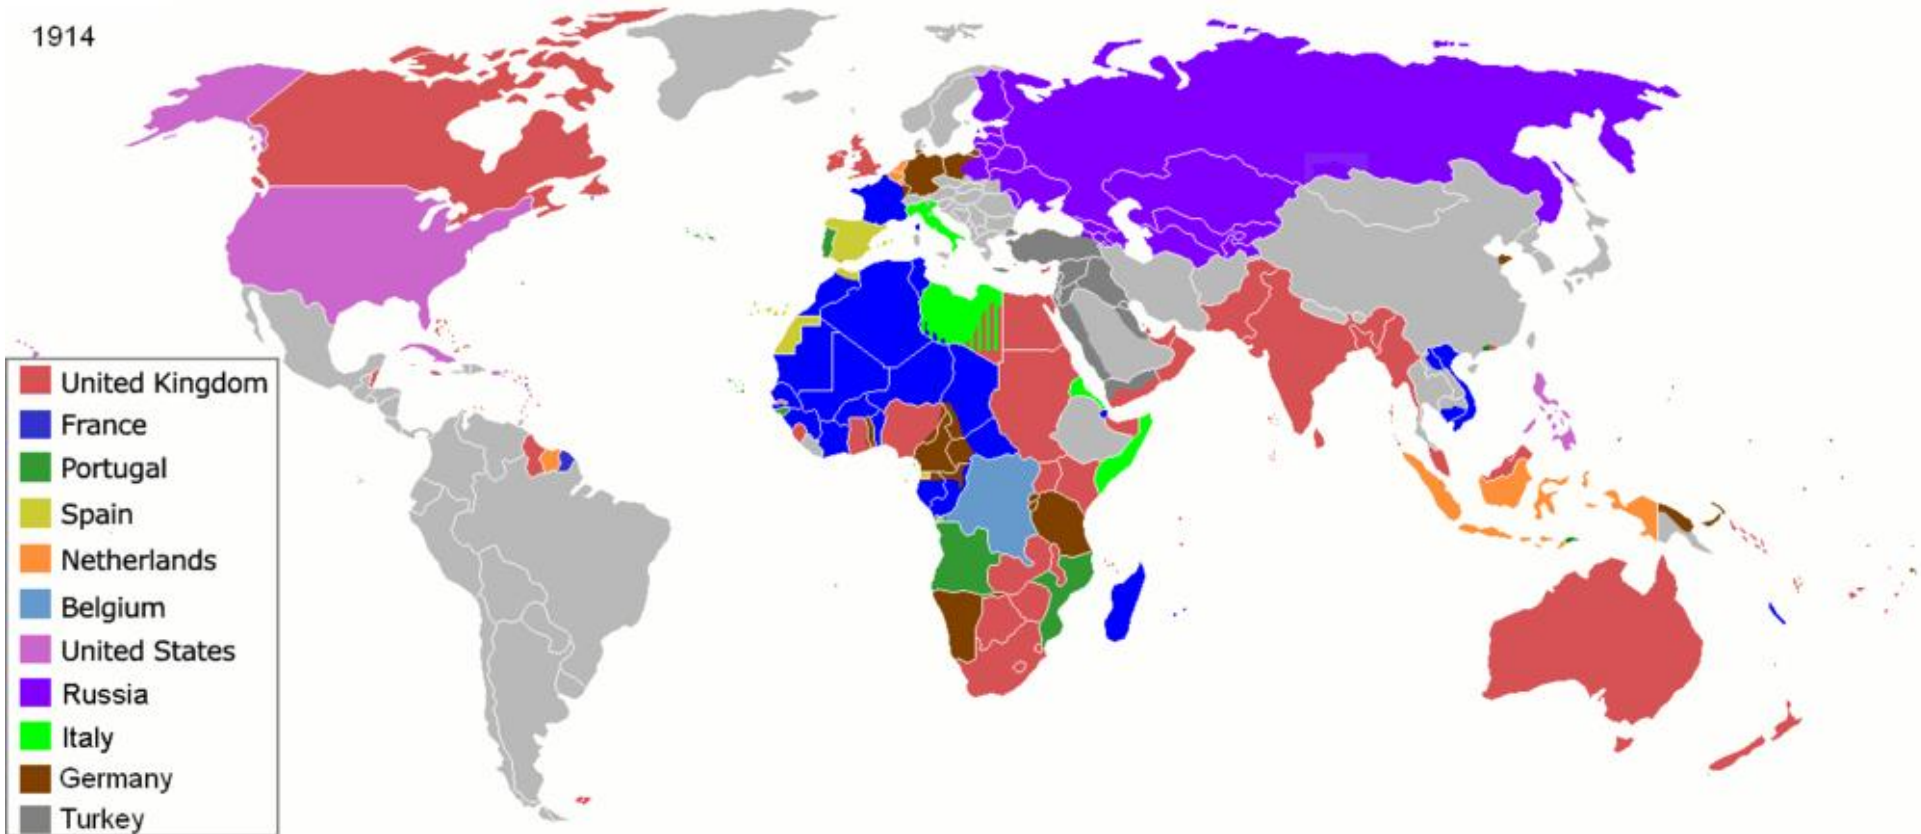 1914
United Kingdom
France
Portugal
Spain
Netherlands
Belgium
United States
Russia
Italy
Germany
Turkey